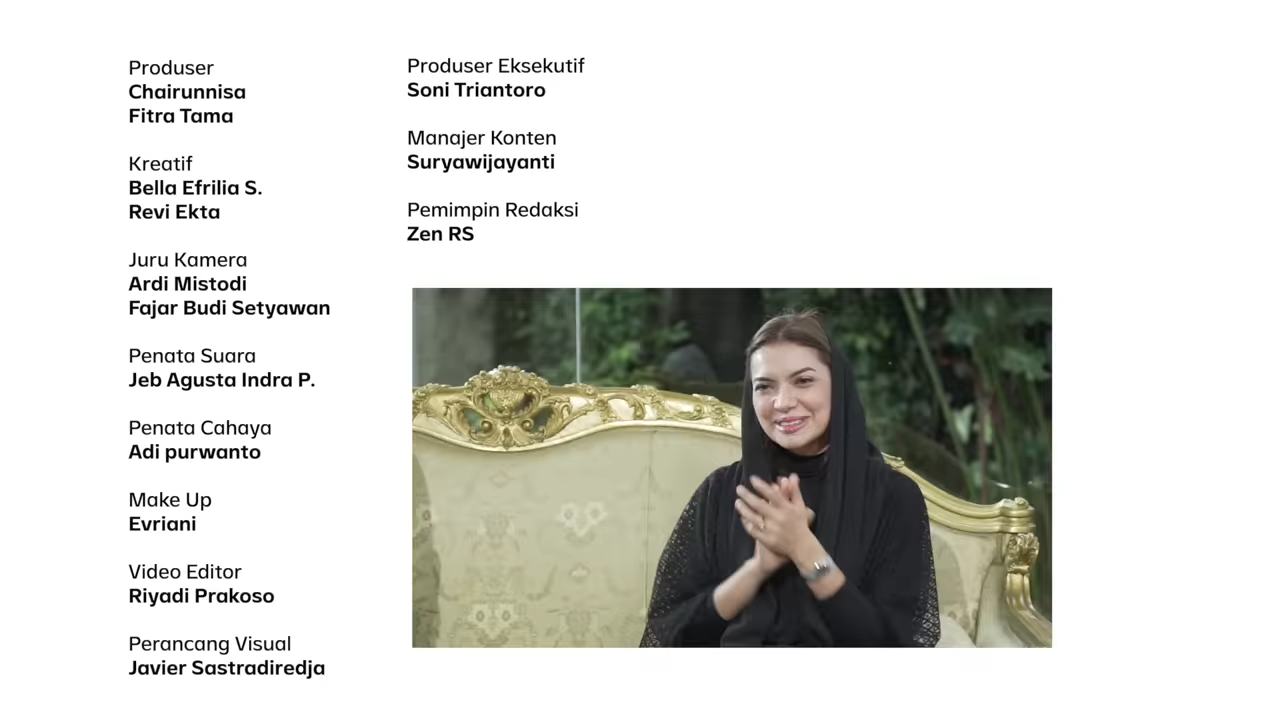 Produser
Chairunnisa
Fitra Tama
Kreatif
Bella Efrilia S.
Revi Ekta
Juru Kamera
Ardi Mistodi
Fajar Budi Setyawan
Penata Suara
Jeb Agusta Indra P.
Penata Cahaya
Adi purwanto
Make Up
Evriani
Video Editor
Riyadi Prakoso
Perancang Visual
Javier Sastradiredja
Produser Eksekutif
Soni Triantoro
Manajer Konten
Suryawijayanti
Pemimpin Redaksi
Zen RS